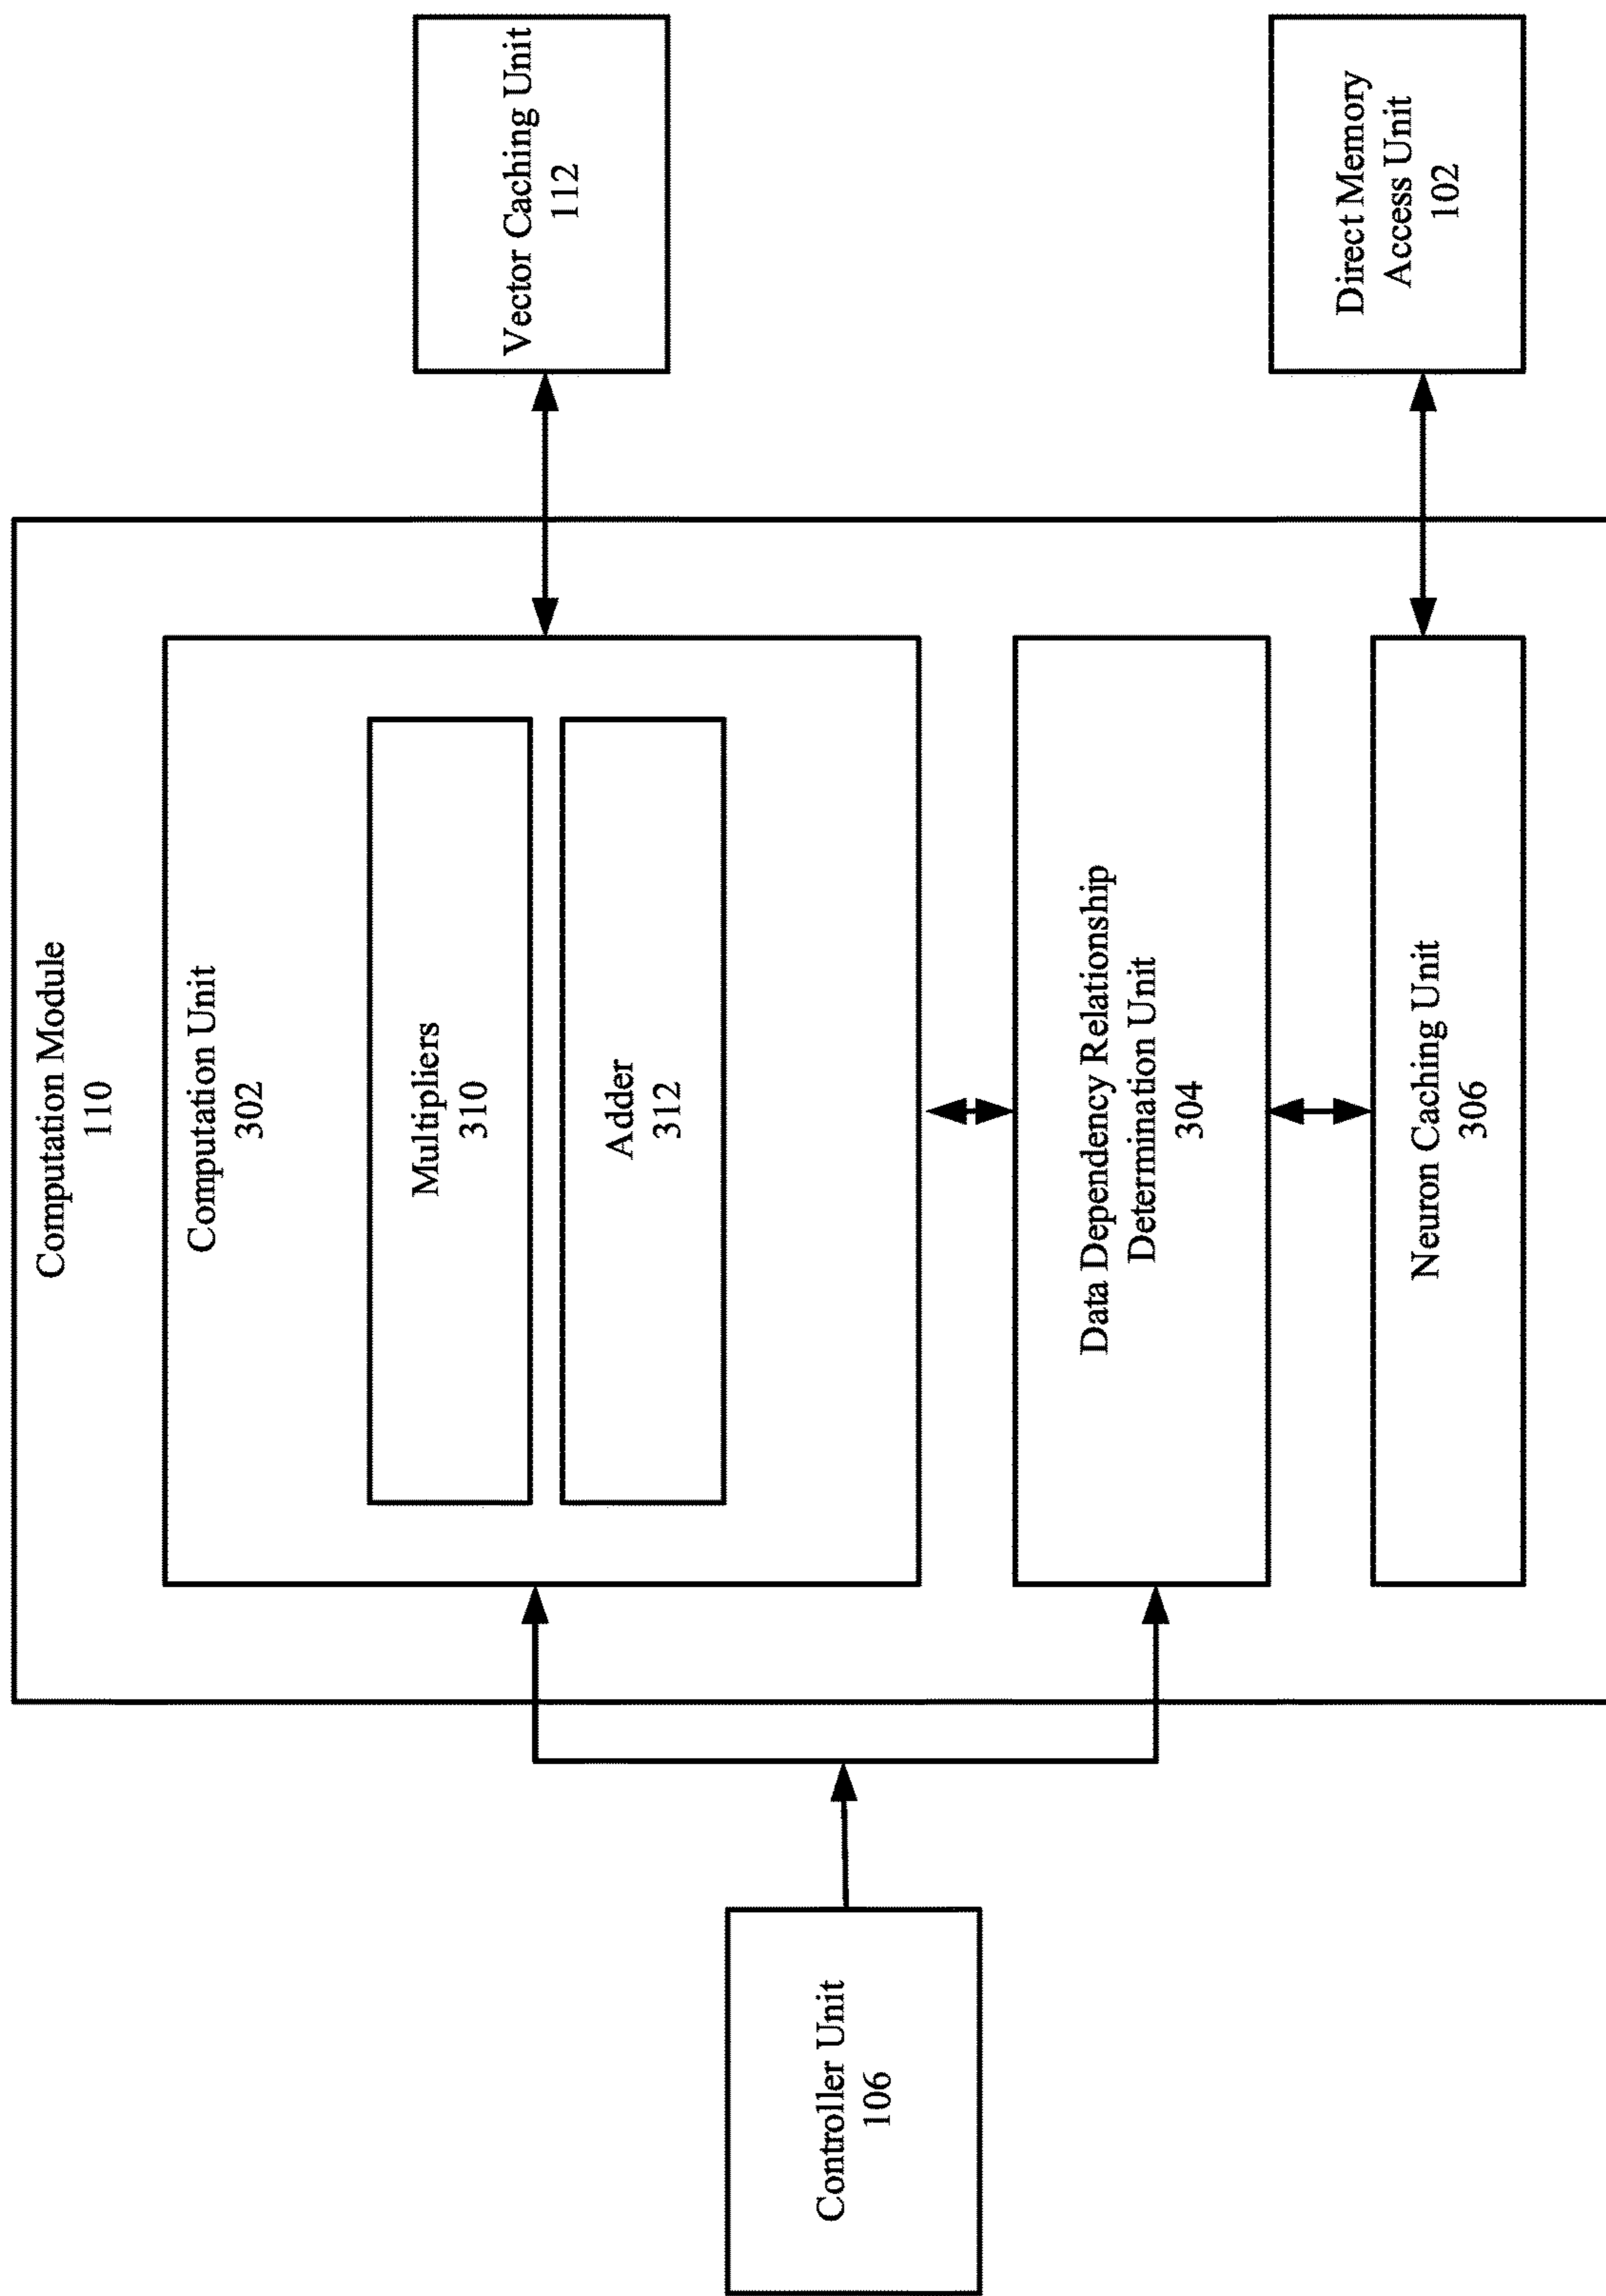 Computation Module
110
Computation Unit
302
Multipliers
310
Adder
312
Data Dependency Relationship
Determination Unit
304
Neuron Caching Unit
306
Controller Unit
106
Vector Caching Unit
112
Direct Memory
Access Unit
102